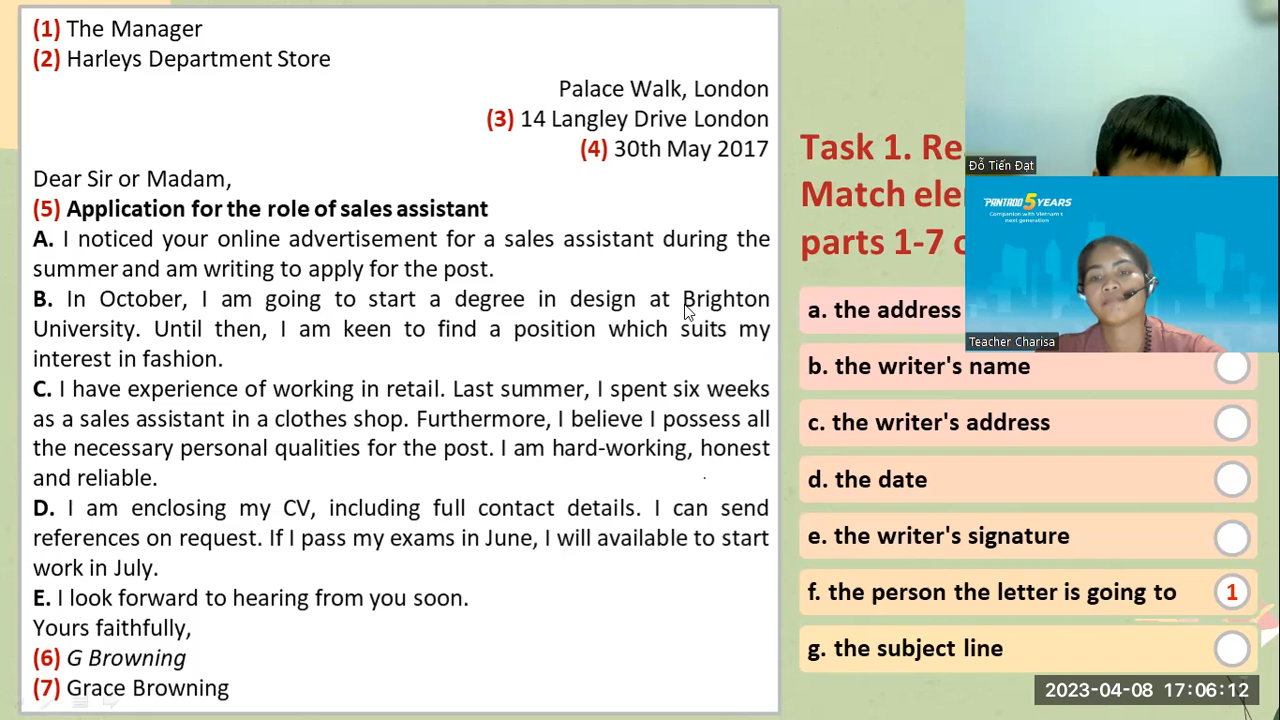 (1) The Manager
(2) Harleys Department Store
Palace Walk, London
(3) 14 Langley Drive London
(4) 30th May 2017
Dear Sir or Madam,
(5) Application for the role of sales assistant
A. I noticed your online advertisement for a sales assistant during the
summer and am writing to apply for the post.
B. In October, I am going to start a degree in design at Brighton
University. Until then, I am keen to find a position which suits my
interest in fashion.
C. I have experience of working in retail. Last summer, I spent six weeks
as a sales assistant in a clothes shop. Furthermore, I believe I possess all
the necessary personal qualities for the post. I am hard-working, honest
and reliable.
D. I am enclosing my CV, including full contact details. I can send
references on request. If I pass my exams in June, I will available to start
work in July.
E. I look forward to hearing from you soon.
Yours faithfully,
(6) G Browning
(7) Grace Browning
Task 1. Re
Match ele
parts 1-7 o
a. the address
b. the writer's name
c. the writer's address
d. the date
e. the writer's signature
f. the person the letter is going to 1
g. the subject line
Đỗ Tiến Đạt
PANTADO 5 YEARS
Companion with Vietnam's
next generation
Teacher Charisa
2023-04-08 17:06:12